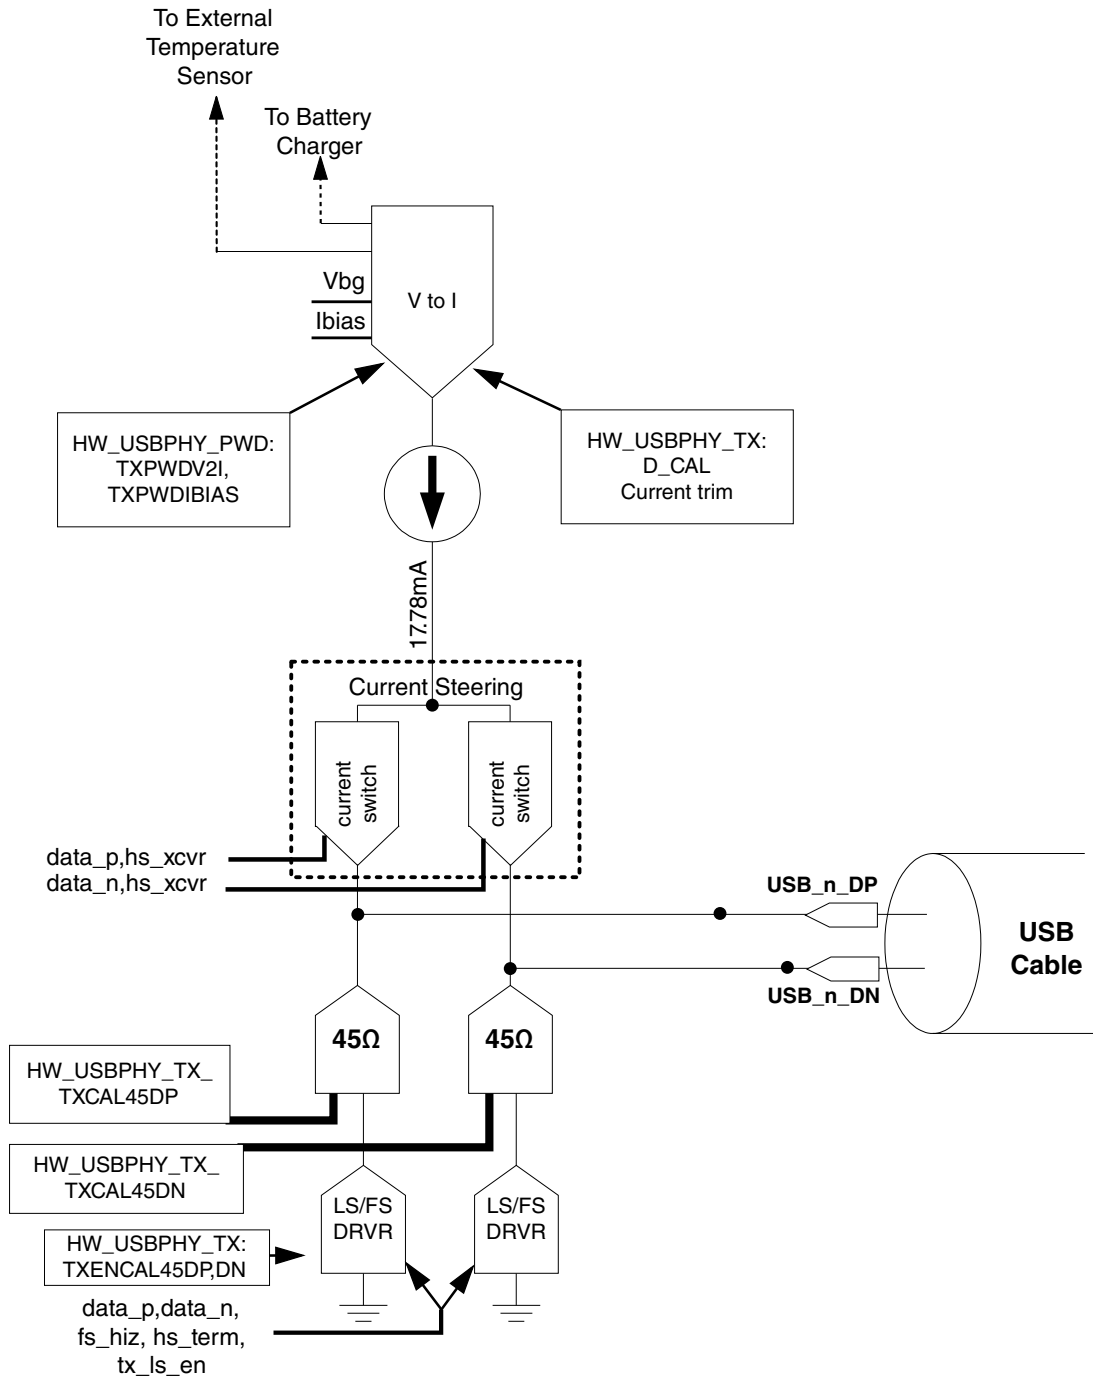 To External
Temperature
Sensor
To Battery
Charger
Vbg
Ibias
V to I
HW_USBPHY_PWD:
TXPWDV2I,
TXPWDIBIAS
HW_USBPHY_TX:
D_CAL
Current trim
17.78mA
Current Steering
current
switch
current
switch
data_p,hs_xcvr
data_n,hs_xcvr
USB_n_DP
USB
Cable
USB_n_DN
45Ω
45Ω
HW_USBPHY_TX_
TXCAL45DP
HW_USBPHY_TX_
TXCAL45DN
LS/FS
DRVR
LS/FS
DRVR
HW_USBPHY_TX:
TXENCAL45DP,DN
data_p,data_n,
fs_hiz, hs_term,
tx_ls_en